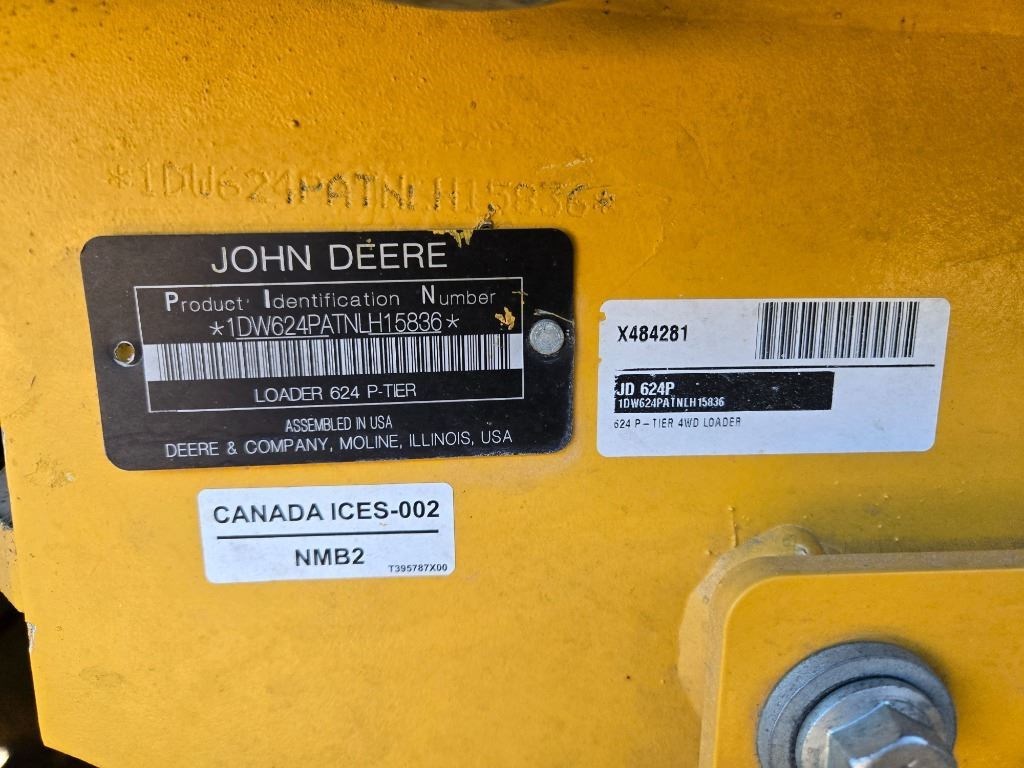 *1DW624PATNLH15836*
JOHN DEERE
Product Identification Number
*1DW624PATNLH15836*
LOADER 624 P-TIER
ASSEMBLED IN USA
DEERE & COMPANY, MOLINE, ILLINOIS, USA
X484281
JD 624P
1DW624PATNLH15836
624 P-TIER 4WD LOADER
CANADA ICES-002
NMB2
T395787X00